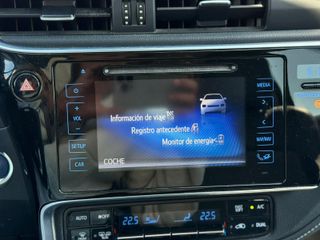 MEDIA
VOL
SETUP
CAR
MENU
Información de viaje
Registro antecedente
Monitor de energía
COCHE
AUTO
OFF
22.5
22.5
A/C
DUAL